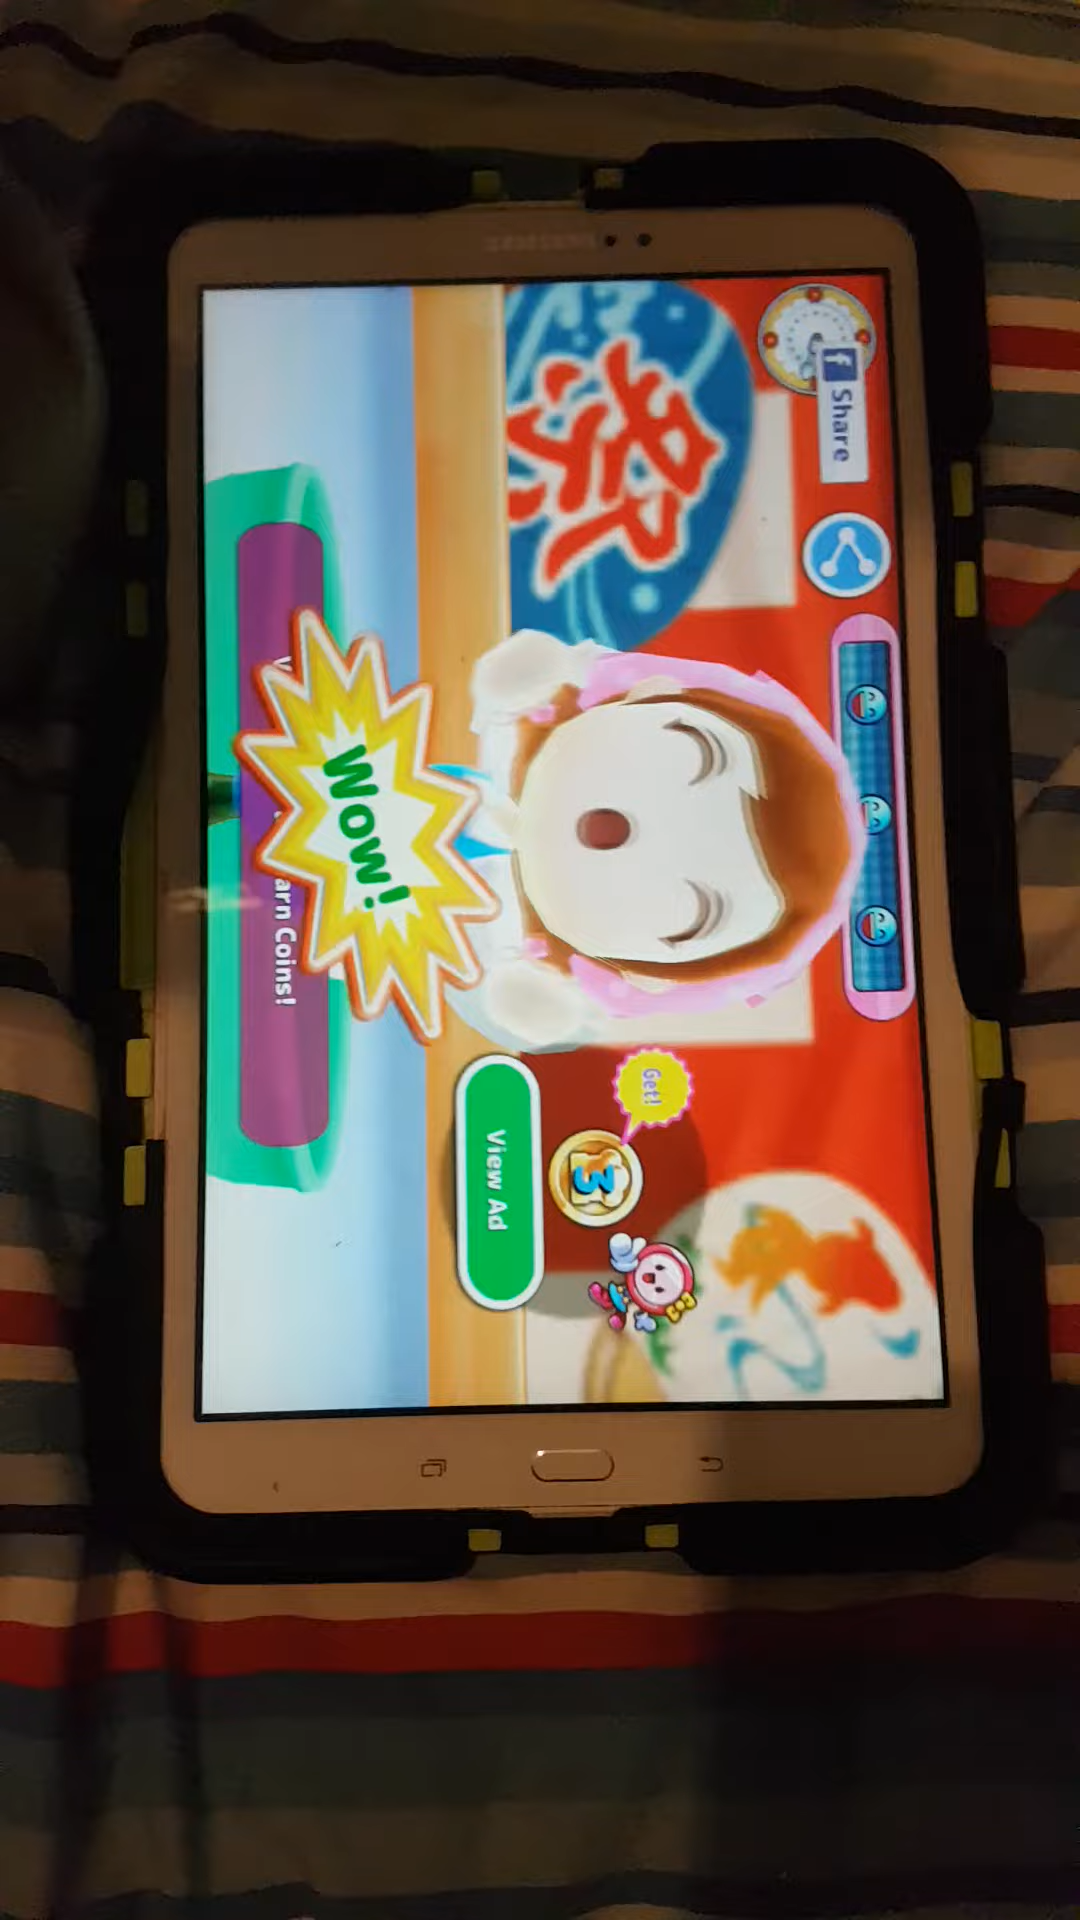 SAMSUNG
f Share
祭
Wow!
arn Coins!
Get!
3
View Ad